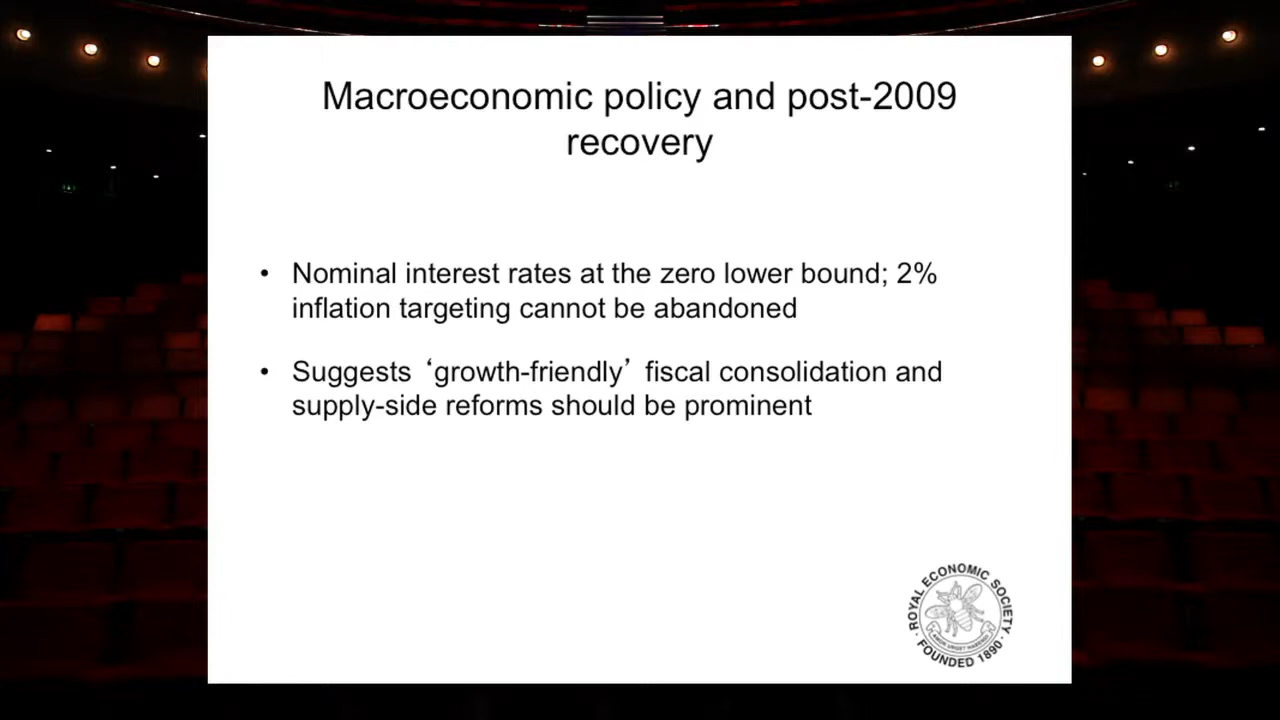 Macroeconomic policy and post-2009
recovery
• Nominal interest rates at the zero lower bound; 2%
inflation targeting cannot be abandoned
• Suggests ‘growth-friendly’ fiscal consolidation and
supply-side reforms should be prominent
ROYAL ECONOMIC SOCIETY
· FOUNDED 1890 ·